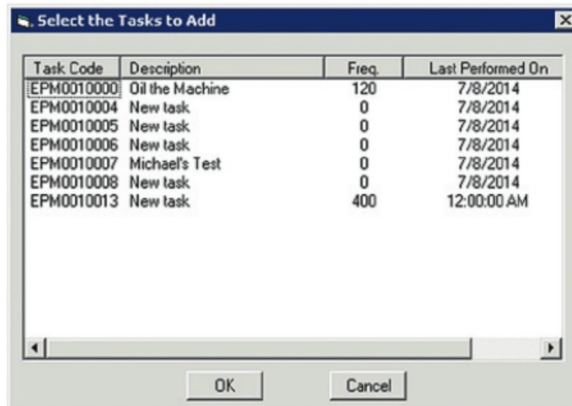 Select the Tasks to Add
Task Code Description Freq. Last Performed On
EPM0010000 Oil the Machine 120 7/8/2014
EPM0010004 New task 0 7/8/2014
EPM0010005 New task 0 7/8/2014
EPM0010006 New task 0 7/8/2014
EPM0010007 Michael's Test 0 7/8/2014
EPM0010008 New task 0 7/8/2014
EPM0010013 New task 400 12:00:00 AM
OK Cancel